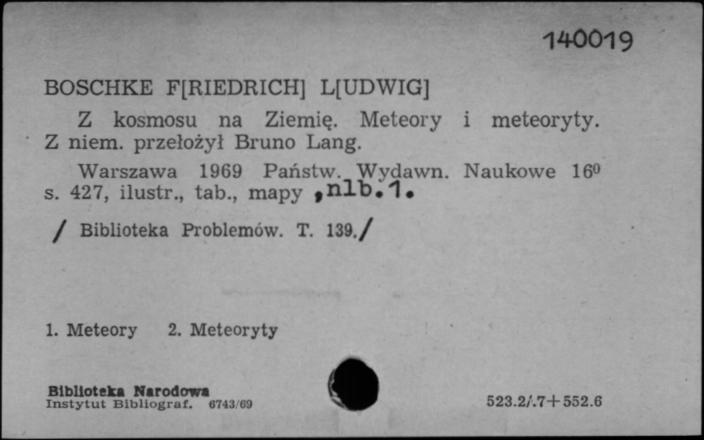 140019
BOSCHKE F[RIEDRICH] L[UDWIG]
Z kosmosu na Ziemię. Meteory i meteoryty.
Z niem. przełożył Bruno Lang.
Warszawa 1969 Państw. Wydawn. Naukowe 16⁰
s. 427, ilustr., tab., mapy ,nlb.1.
/ Biblioteka Problemów. T. 139./
1. Meteory 2. Meteoryty
Biblioteka Narodowa
Instytut Bibliograf. 6743/69
523.2/.7+552.6